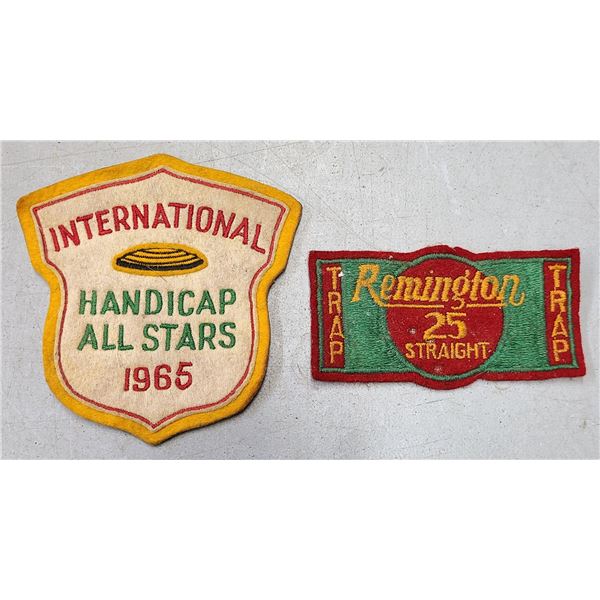 INTERNATIONAL
HANDICAP
ALL STARS
1965
TRAP
Remington
25
STRAIGHT
TRAP